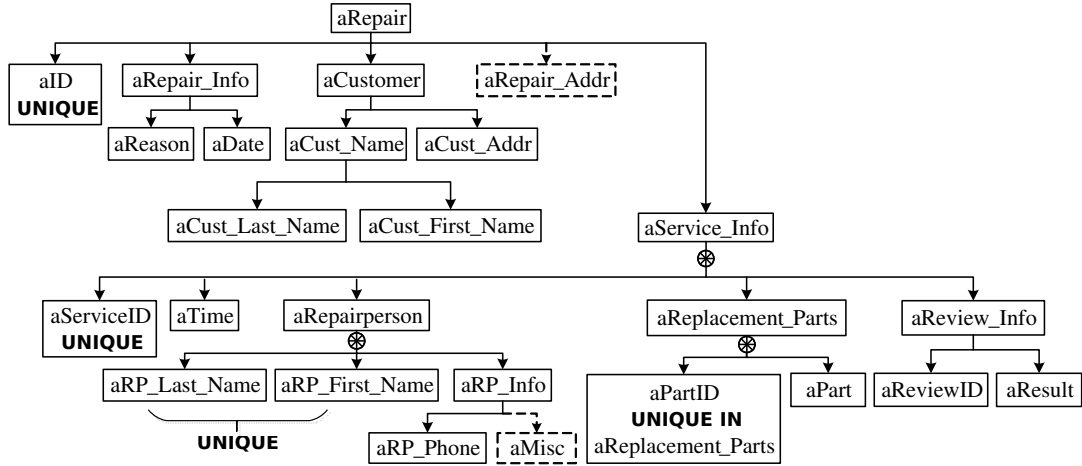 aRepair
aID
UNIQUE
aRepair_Info
aCustomer
aRepair_Addr
aReason
aDate
aCust_Name
aCust_Addr
aCust_Last_Name
aCust_First_Name
aService_Info
aServiceID
UNIQUE
aTime
aRepairperson
aReplacement_Parts
aReview_Info
aRP_Last_Name
aRP_First_Name
aRP_Info
aPartID
UNIQUE IN
aReplacement_Parts
aPart
aReviewID
aResult
UNIQUE
aRP_Phone
aMisc